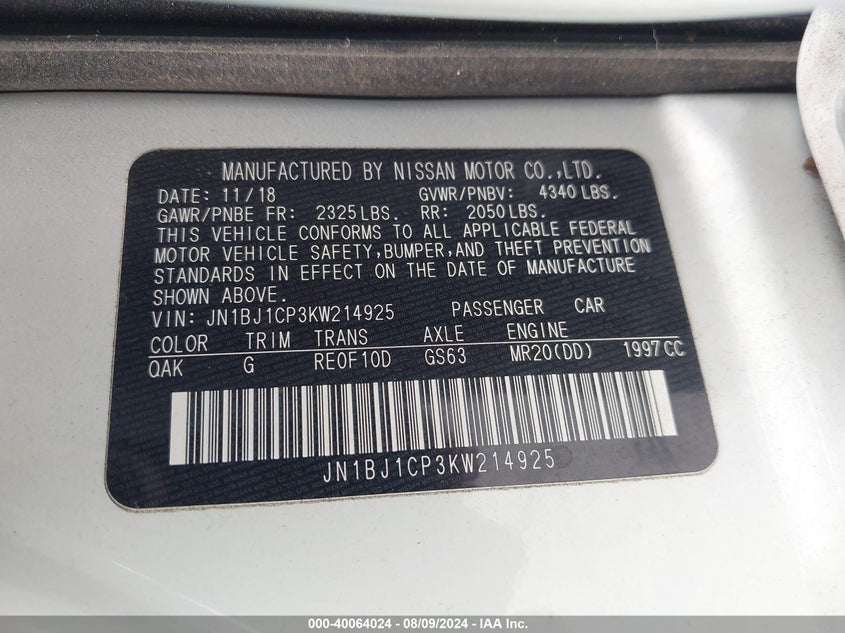 MANUFACTURED BY NISSAN MOTOR CO.,LTD.
DATE: 11/18 GVWR/PNBV: 4340 LBS.
GAWR/PNBE FR: 2325 LBS. RR: 2050 LBS.
THIS VEHICLE CONFORMS TO ALL APPLICABLE FEDERAL
MOTOR VEHICLE SAFETY,BUMPER,AND THEFT PREVENTION
STANDARDS IN EFFECT ON THE DATE OF MANUFACTURE
SHOWN ABOVE.
VIN: JN1BJ1CP3KW214925 PASSENGER CAR
COLOR TRIM TRANS AXLE ENGINE
QAK G RE0F10D GS63 MR20(DD) 1997 CC
JN1BJ1CP3KW214925
000-40064024 - 08/09/2024 - IAA Inc.